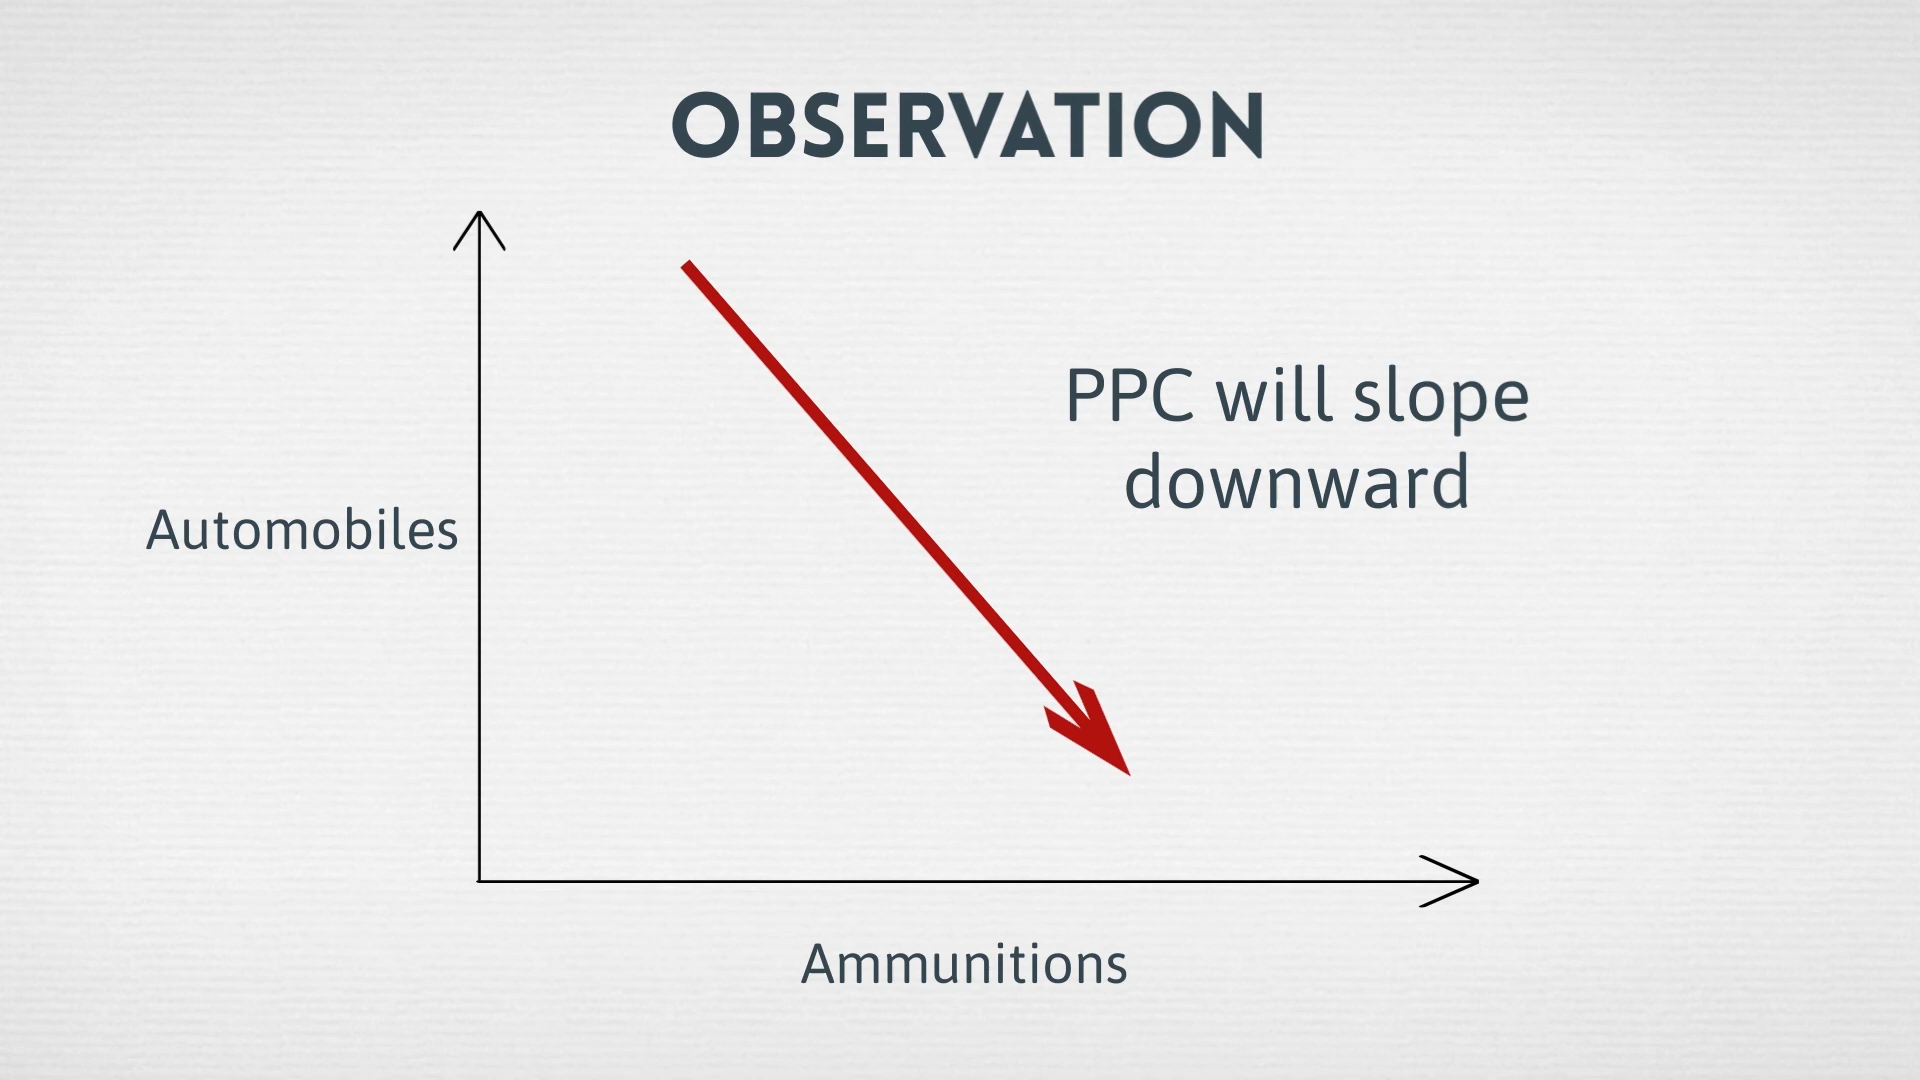 OBSERVATION
PPC will slope
downward
Automobiles
Ammunitions